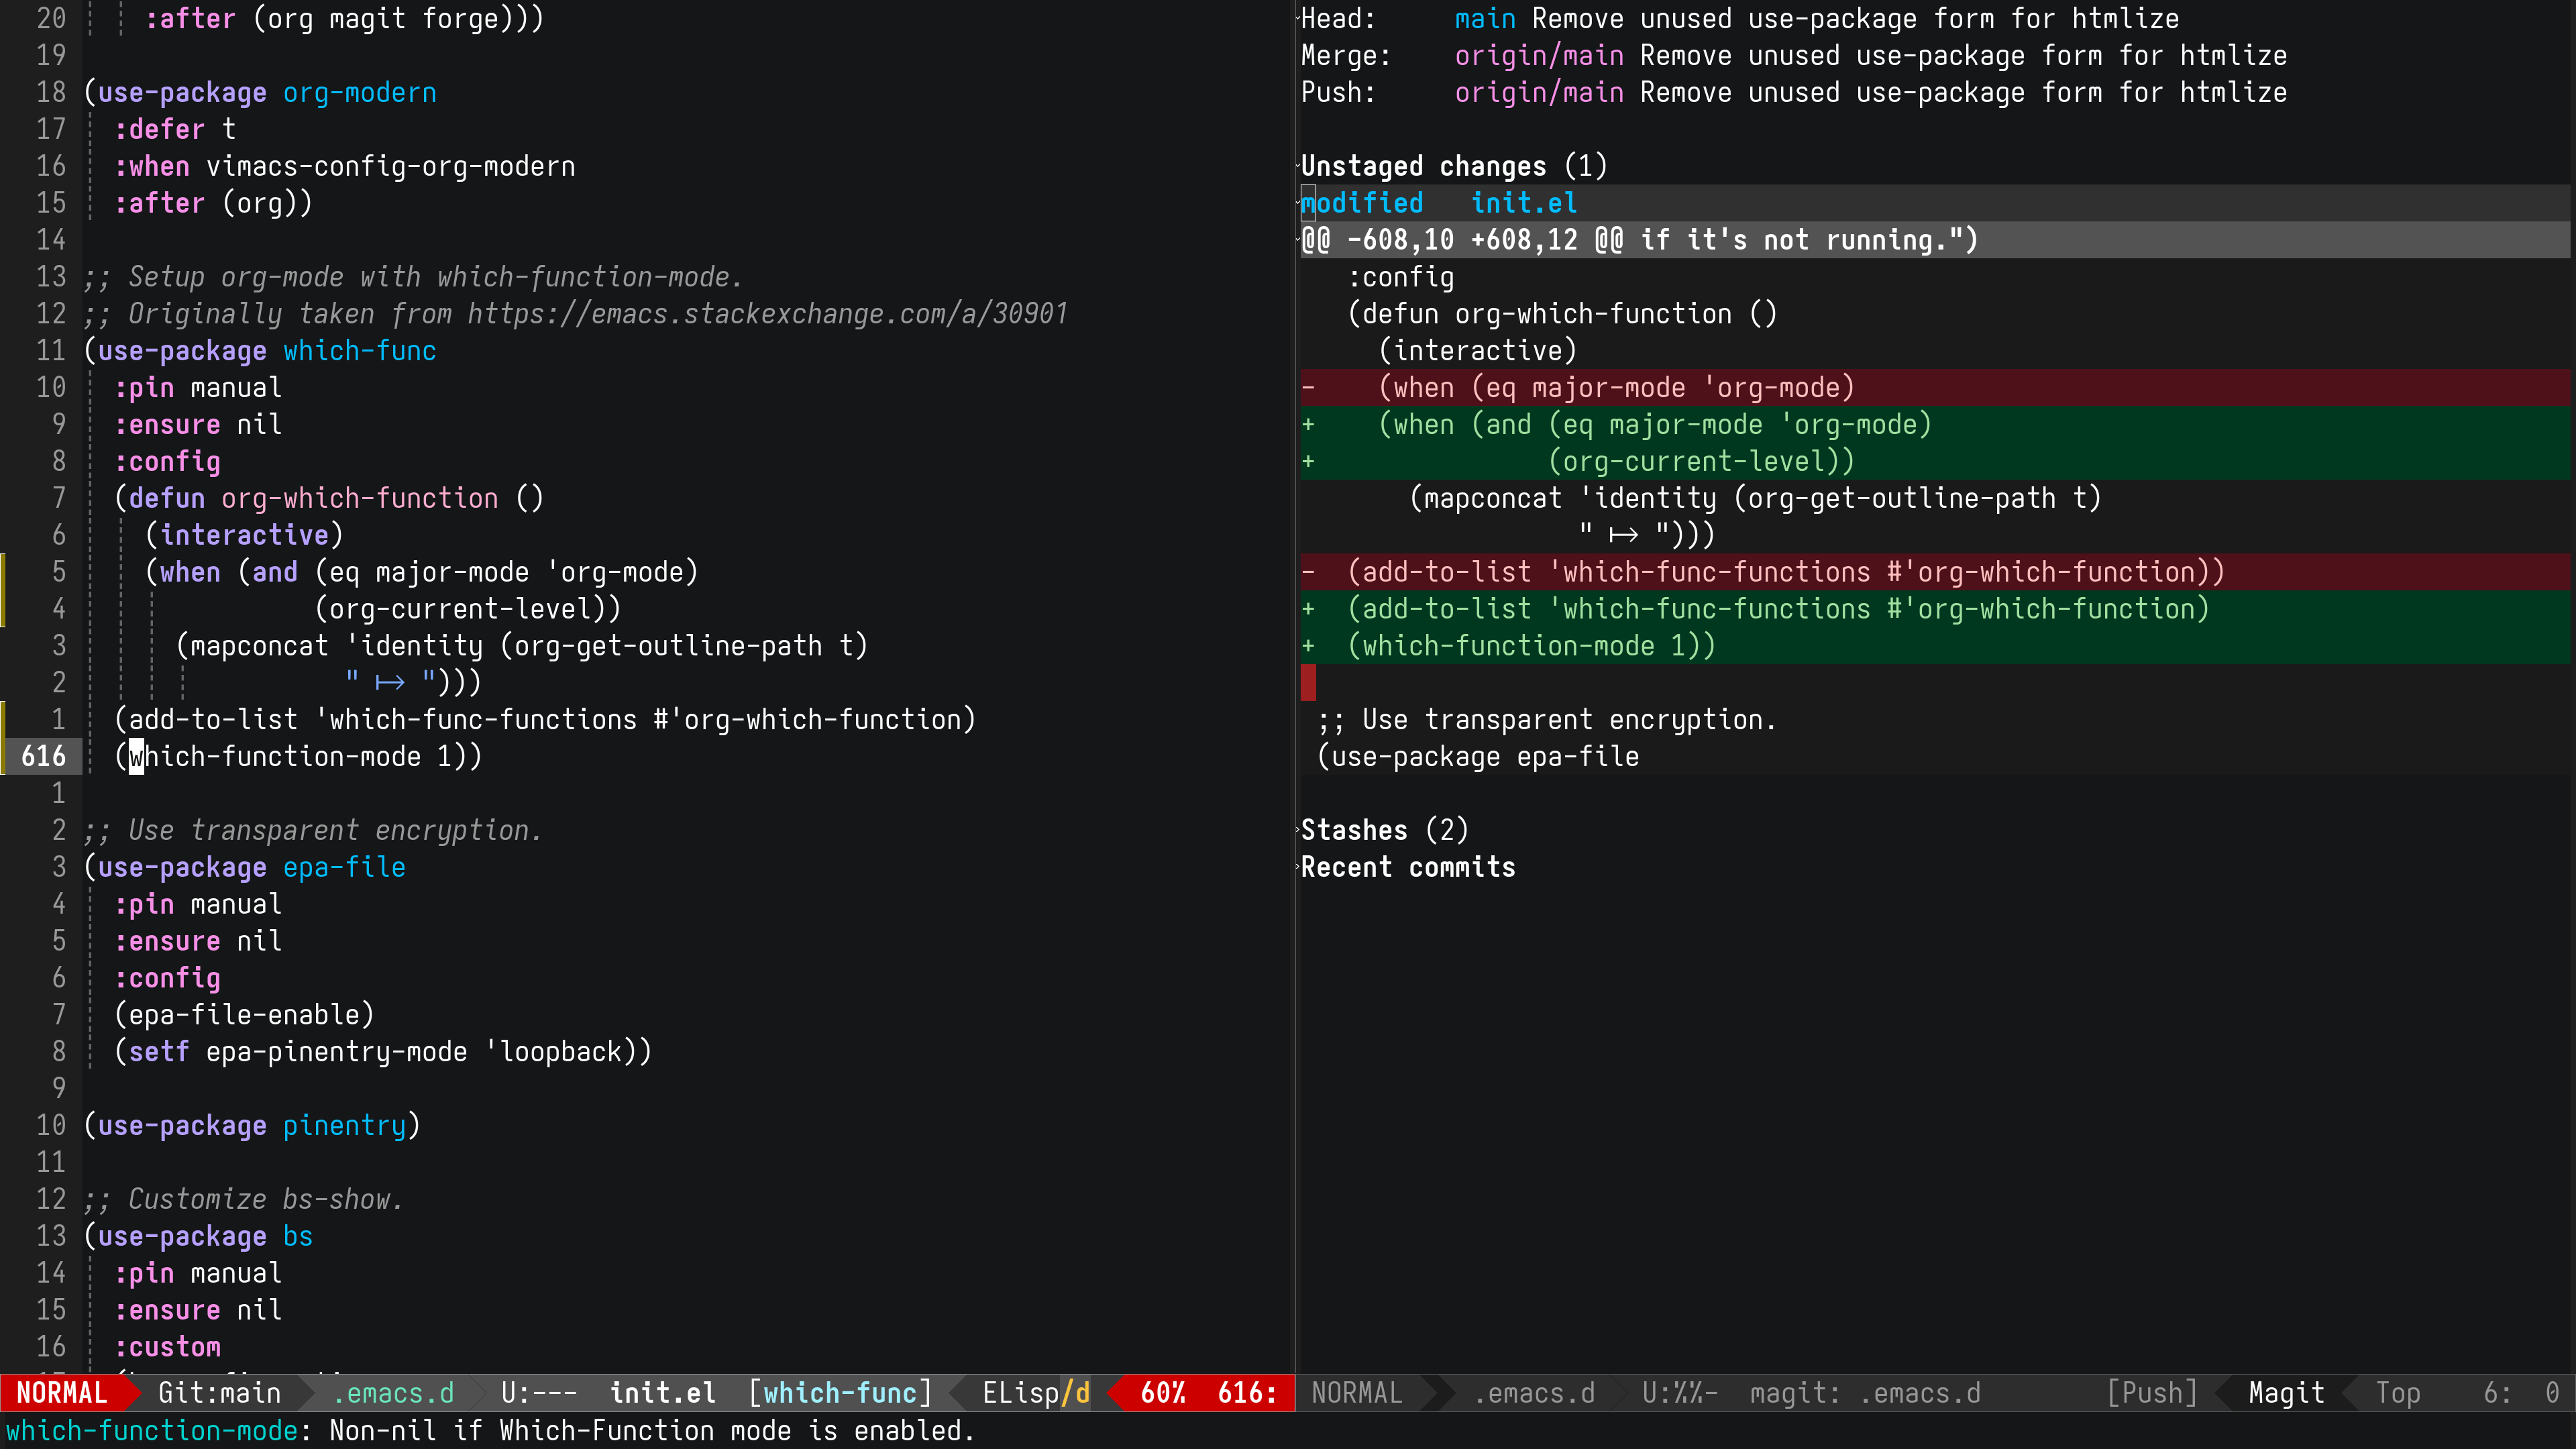 20 :after (org magit forge)))
19
18 (use-package org-modern
17 :defer t
16 :when vimacs-config-org-modern
15 :after (org))
14
13 ;; Setup org-mode with which-function-mode.
12 ;; Originally taken from https://emacs.stackexchange.com/a/30901
11 (use-package which-func
10 :pin manual
9 :ensure nil
8 :config
7 (defun org-which-function ()
6 (interactive)
5 (when (and (eq major-mode 'org-mode)
4 (org-current-level))
3 (mapconcat 'identity (org-get-outline-path t)
2 " ↦ ")))
1 (add-to-list 'which-func-functions #'org-which-function)
616 (which-function-mode 1))
1
2 ;; Use transparent encryption.
3 (use-package epa-file
4 :pin manual
5 :ensure nil
6 :config
7 (epa-file-enable)
8 (setf epa-pinentry-mode 'loopback))
9
10 (use-package pinentry)
11
12 ;; Customize bs-show.
13 (use-package bs
14 :pin manual
15 :ensure nil
16 :custom
NORMAL Git:main .emacs.d U:--- init.el [which-func] ELisp/d 60% 616:
Head: main Remove unused use-package form for htmlize
Merge: origin/main Remove unused use-package form for htmlize
Push: origin/main Remove unused use-package form for htmlize
Unstaged changes (1)
modified init.el
@@ -608,10 +608,12 @@ if it's not running.")
:config
(defun org-which-function ()
(interactive)
- (when (eq major-mode 'org-mode)
+ (when (and (eq major-mode 'org-mode)
+ (org-current-level))
(mapconcat 'identity (org-get-outline-path t)
" ↦ ")))
- (add-to-list 'which-func-functions #'org-which-function))
+ (add-to-list 'which-func-functions #'org-which-function)
+ (which-function-mode 1))
;; Use transparent encryption.
(use-package epa-file
Stashes (2)
Recent commits
NORMAL .emacs.d U:%%- magit: .emacs.d [Push] Magit Top 6: 0
which-function-mode: Non-nil if Which-Function mode is enabled.